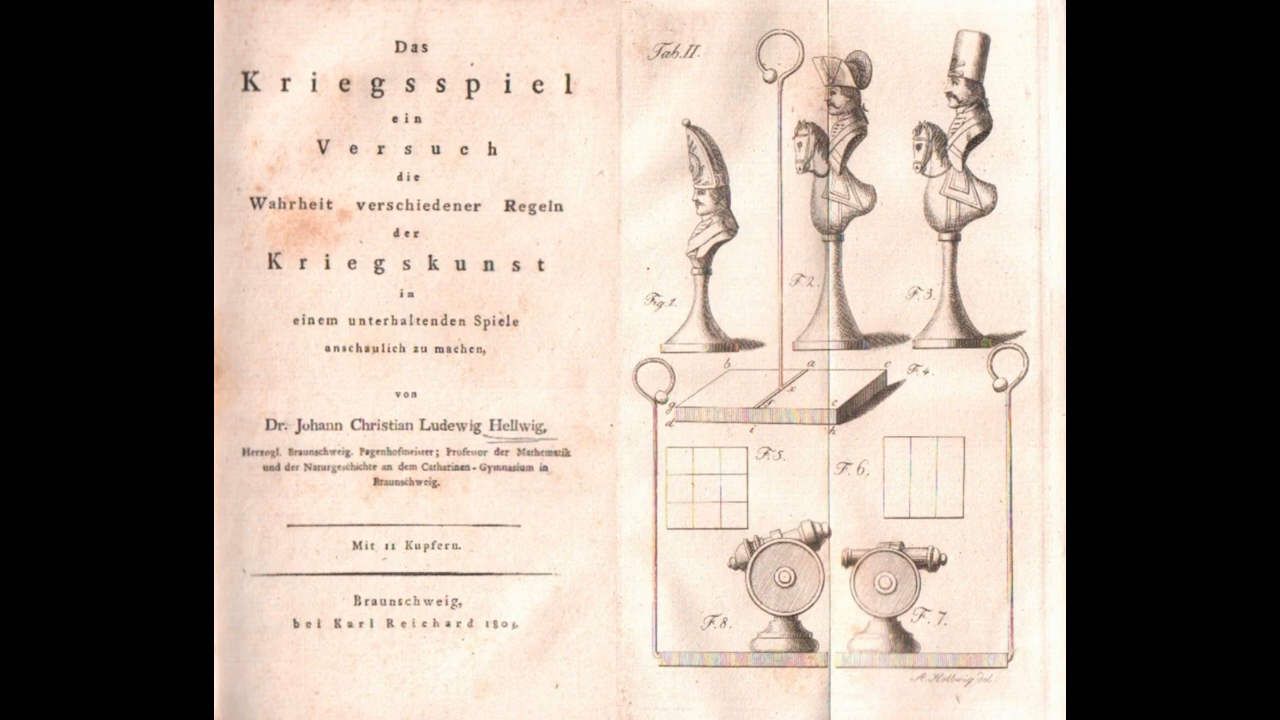 Das
Kriegsspiel
ein
Versuch
die
Wahrheit verschiedener Regeln
der
Kriegskunst
in
einem unterhaltenden Spiele
anschaulich zu machen,
von
Dr. Johann Christian Ludewig Hellwig,
Herzogl. Braunschweig. Pagenhofmeister; Professor der Mathematik
und der Naturgeschichte an dem Catharinen-Gymnasium in
Braunschweig.
Mit 11 Kupfern.
Braunschweig,
bei Karl Reichard 1803.
Tab. II.
Fig. 1.
F. 2.
F. 3.
b a c
F. 4.
x
g f e
d i h
F. 5.
F. 6.
F. 8.
F. 7.
A. Hellwig del.